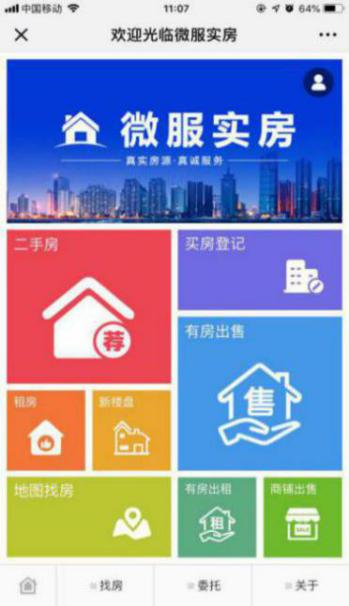 中国移动
11:07
64%
欢迎光临微服实房
微服实房
真实房源·真诚服务
二手房
荐
买房登记
有房出售
售
租房
新楼盘
地图找房
有房出租
租
商铺出售
SALE
找房
委托
关于